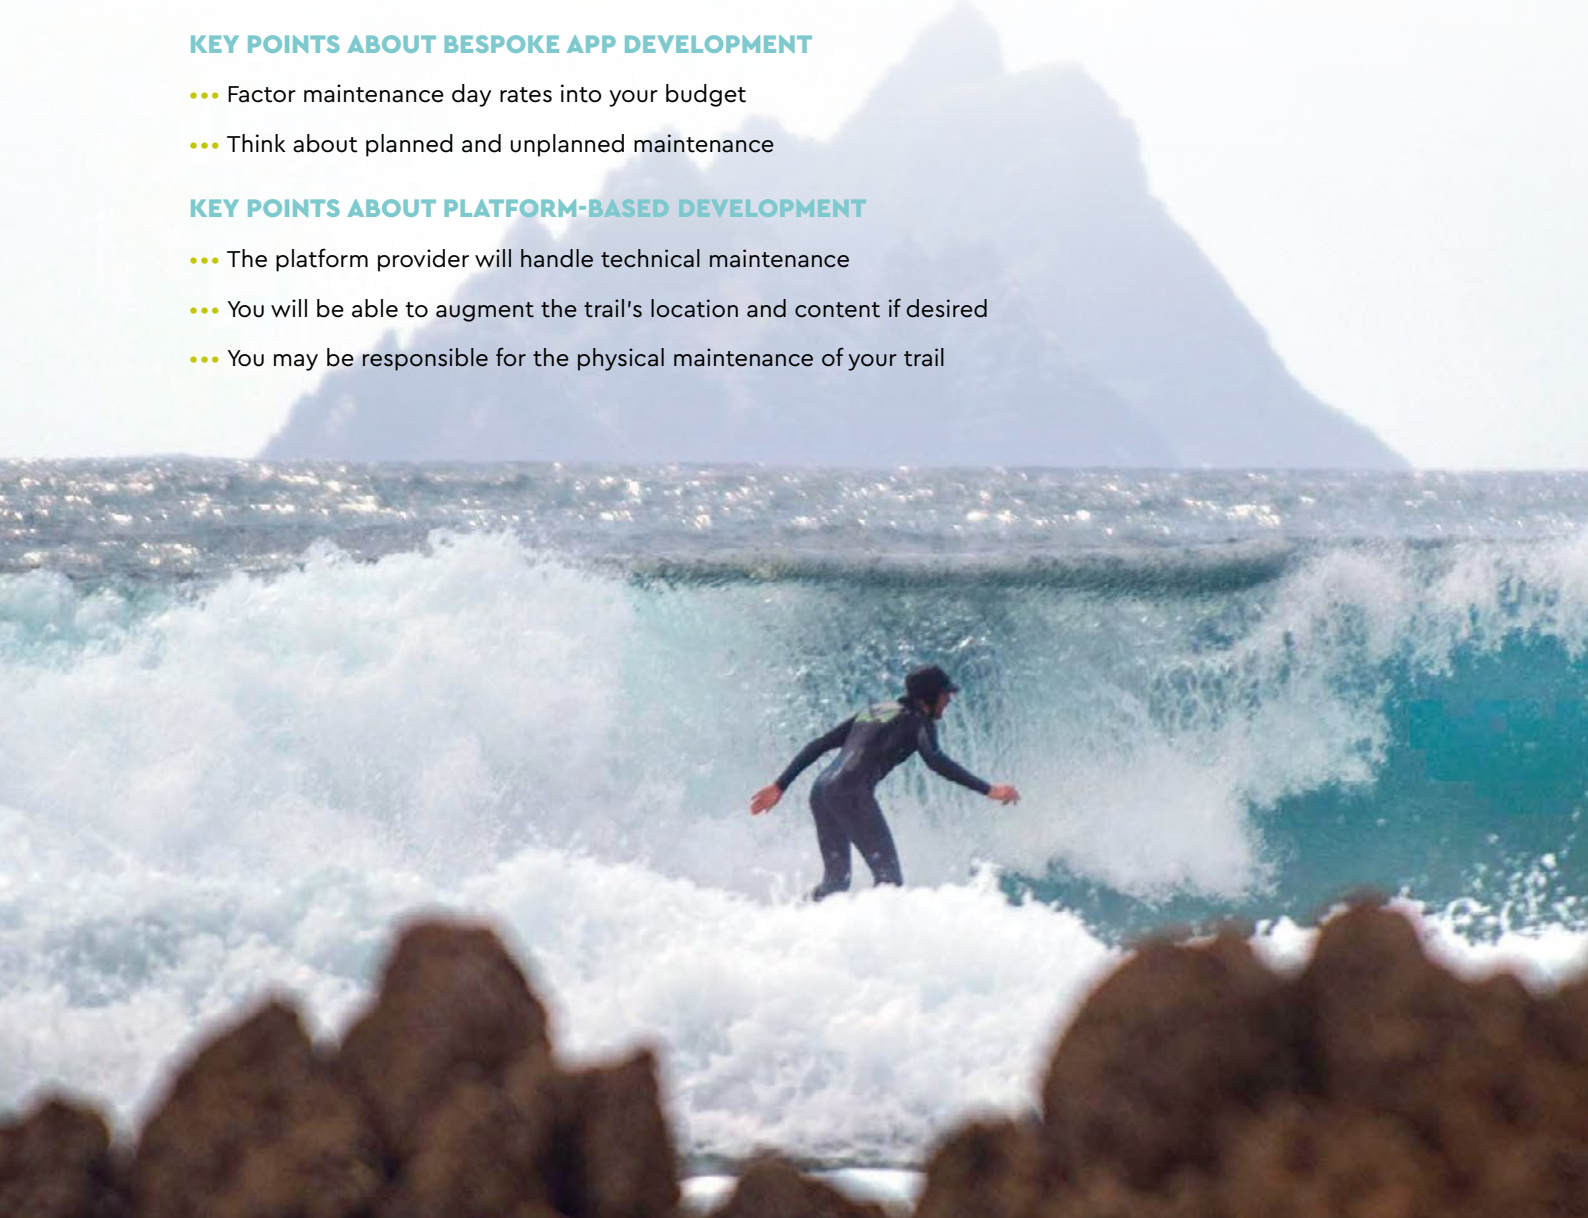 KEY POINTS ABOUT BESPOKE APP DEVELOPMENT
••• Factor maintenance day rates into your budget
••• Think about planned and unplanned maintenance
KEY POINTS ABOUT PLATFORM-BASED DEVELOPMENT
••• The platform provider will handle technical maintenance
••• You will be able to augment the trail's location and content if desired
••• You may be responsible for the physical maintenance of your trail